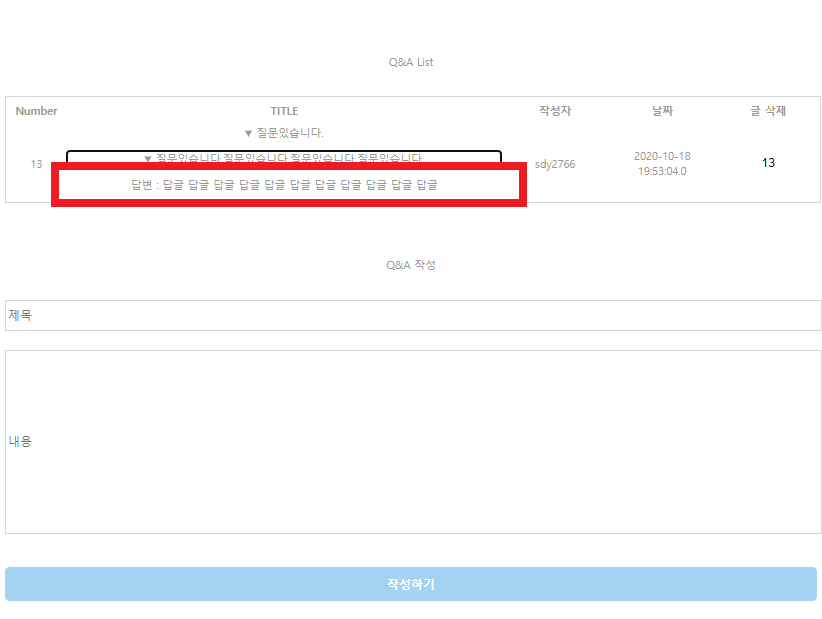 Q&A List
Number TITLE 작성자 날짜 글 삭제
▼ 질문있습니다.
13 ▼ 질문있습니다 질문있습니다 질문있습니다 질문있습니다 sdy2766 2020-10-18 13
19:53:04.0
답변 : 답글 답글 답글 답글 답글 답글 답글 답글 답글 답글 답글
Q&A 작성
제목
내용
작성하기